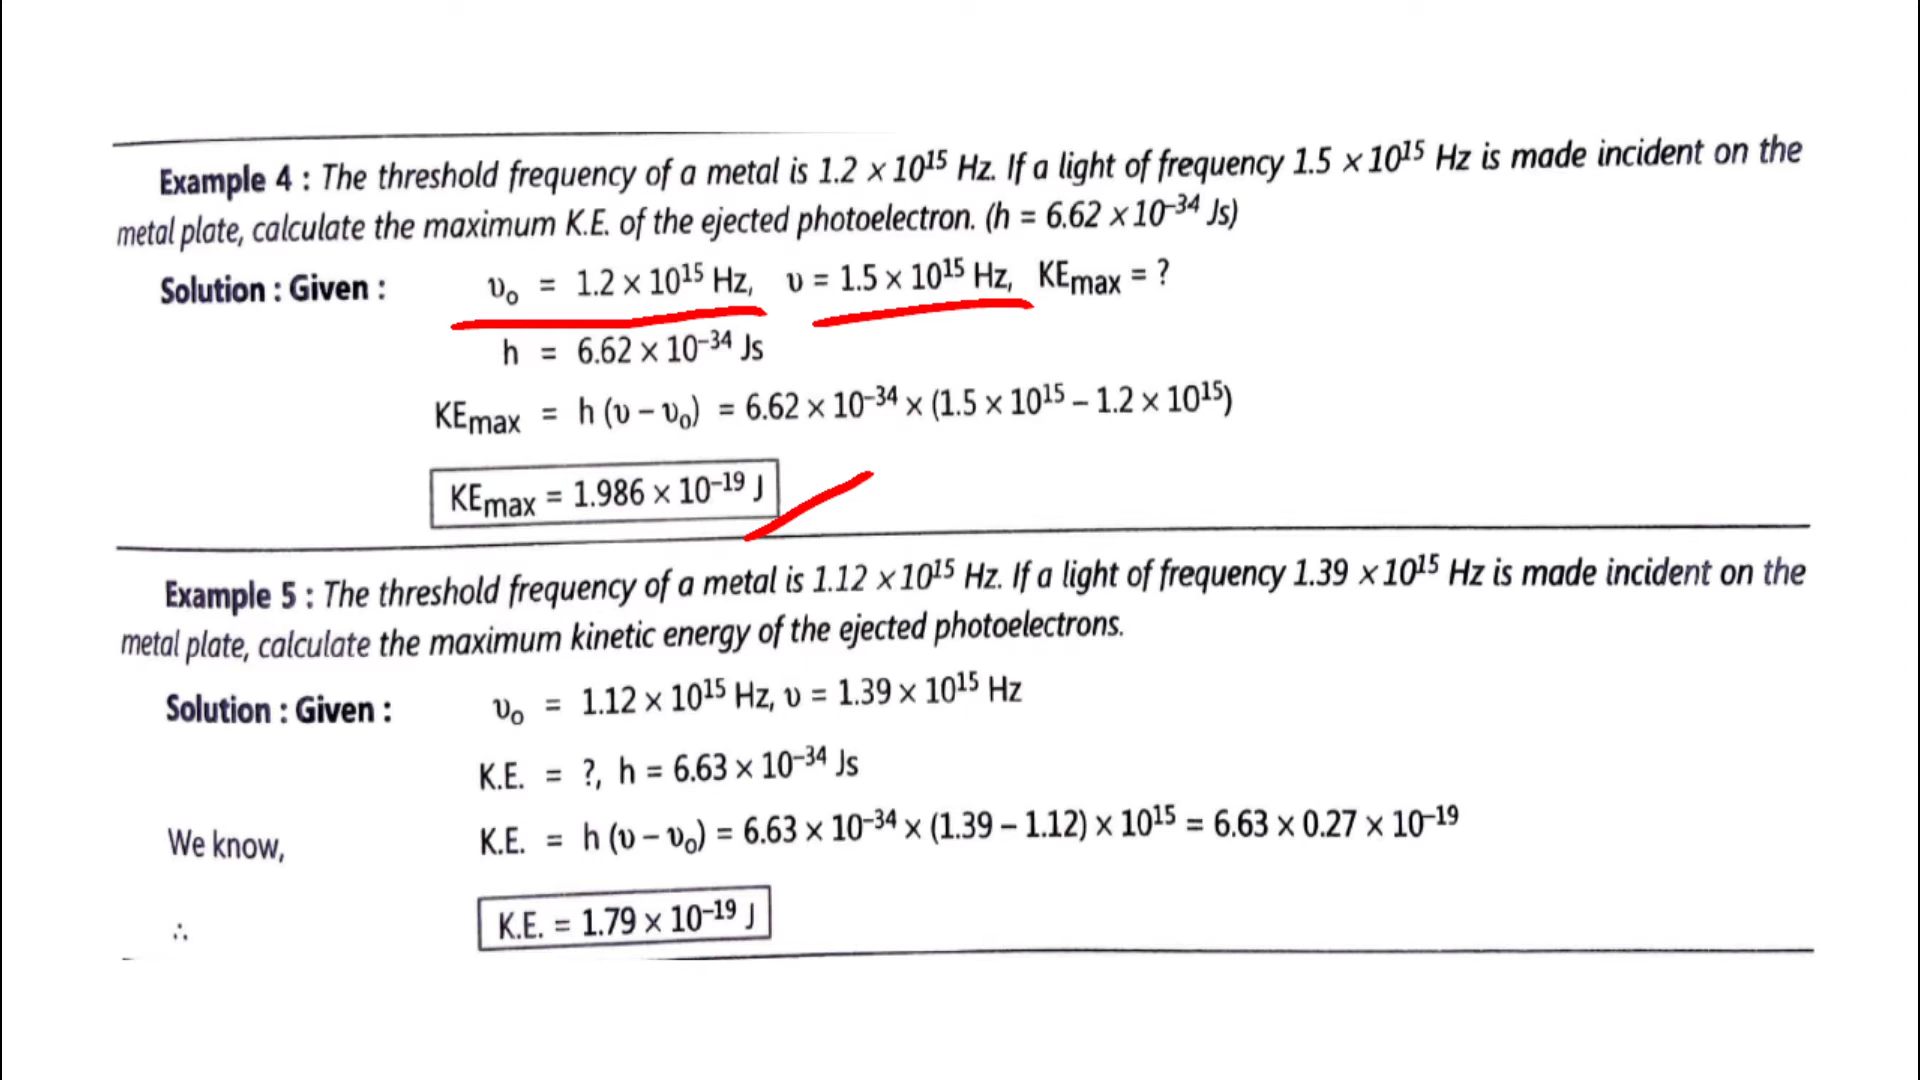 Example 4 : The threshold frequency of a metal is 1.2 × 10¹⁵ Hz. If a light of frequency 1.5 × 10¹⁵ Hz is made incident on the
metal plate, calculate the maximum K.E. of the ejected photoelectron. (h = 6.62 × 10⁻³⁴ Js)
Solution : Given : υ₀ = 1.2 × 10¹⁵ Hz, υ = 1.5 × 10¹⁵ Hz, KEmax = ?
h = 6.62 × 10⁻³⁴ Js
KEmax = h (υ – υ₀) = 6.62 × 10⁻³⁴ × (1.5 × 10¹⁵ – 1.2 × 10¹⁵)
KEmax = 1.986 × 10⁻¹⁹ J
Example 5 : The threshold frequency of a metal is 1.12 × 10¹⁵ Hz. If a light of frequency 1.39 × 10¹⁵ Hz is made incident on the
metal plate, calculate the maximum kinetic energy of the ejected photoelectrons.
Solution : Given : υ₀ = 1.12 × 10¹⁵ Hz, υ = 1.39 × 10¹⁵ Hz
K.E. = ?, h = 6.63 × 10⁻³⁴ Js
We know, K.E. = h (υ – υ₀) = 6.63 × 10⁻³⁴ × (1.39 – 1.12) × 10¹⁵ = 6.63 × 0.27 × 10⁻¹⁹
∴ K.E. = 1.79 × 10⁻¹⁹ J